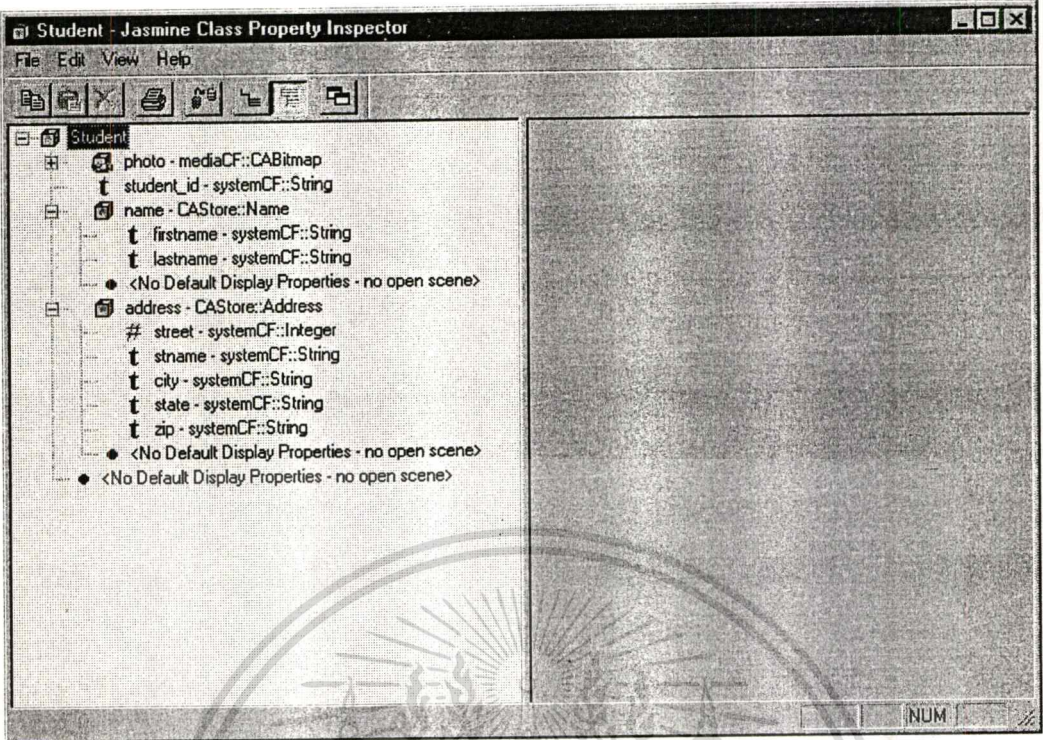 Student - Jasmine Class Property Inspector
File Edit View Help
Student
photo - mediaCF::CABitmap
t student_id - systemCF::String
name - CAStore::Name
t firstname - systemCF::String
t lastname - systemCF::String
<No Default Display Properties - no open scene>
address - CAStore::Address
# street - systemCF::Integer
t stname - systemCF::String
t city - systemCF::String
t state - systemCF::String
t zip - systemCF::String
<No Default Display Properties - no open scene>
<No Default Display Properties - no open scene>
NUM